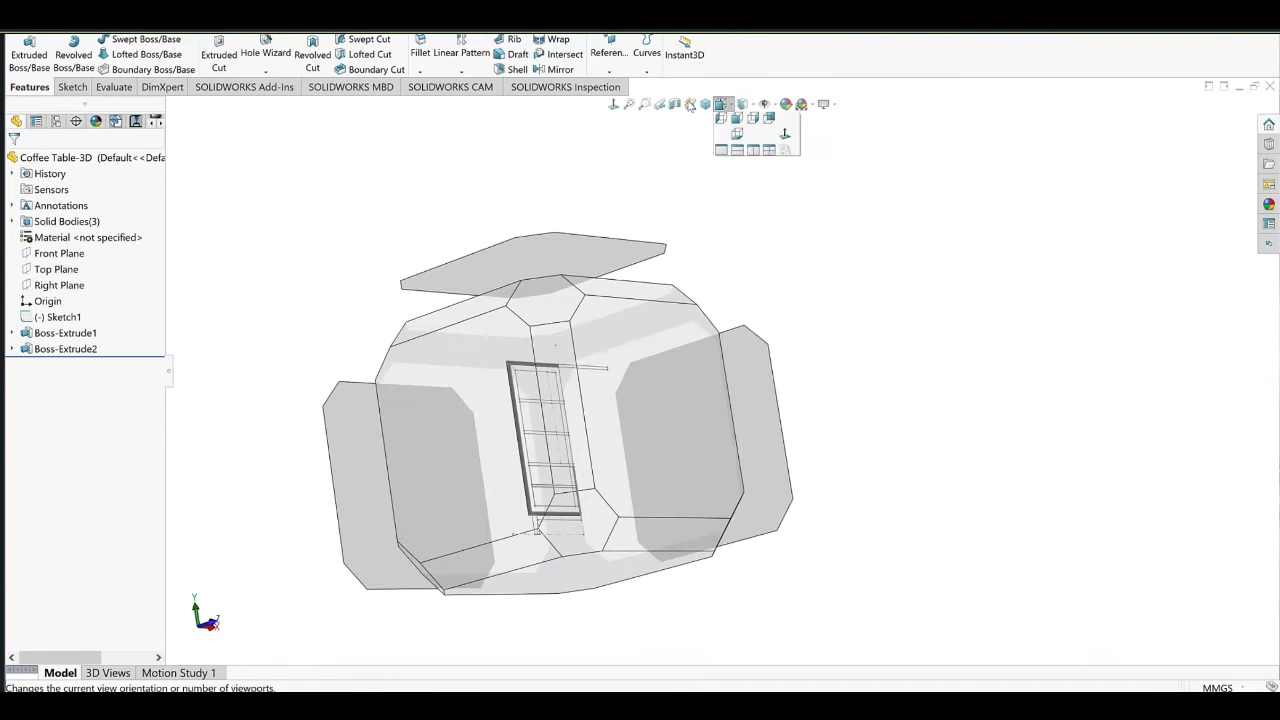 Extruded Boss/Base
Revolved Boss/Base
Swept Boss/Base
Lofted Boss/Base
Boundary Boss/Base
Extruded Cut
Hole Wizard
Revolved Cut
Swept Cut
Lofted Cut
Boundary Cut
Fillet
Linear Pattern
Rib
Draft
Shell
Wrap
Intersect
Mirror
Referen...
Curves
Instant3D
Features
Sketch
Evaluate
DimXpert
SOLIDWORKS Add-Ins
SOLIDWORKS MBD
SOLIDWORKS CAM
SOLIDWORKS Inspection
Coffee Table-3D (Default<<Defa
History
Sensors
Annotations
Solid Bodies(3)
Material <not specified>
Front Plane
Top Plane
Right Plane
Origin
(-) Sketch1
Boss-Extrude1
Boss-Extrude2
Y
Z
X
Model
3D Views
Motion Study 1
Changes the current view orientation or number of viewports.
MMGS